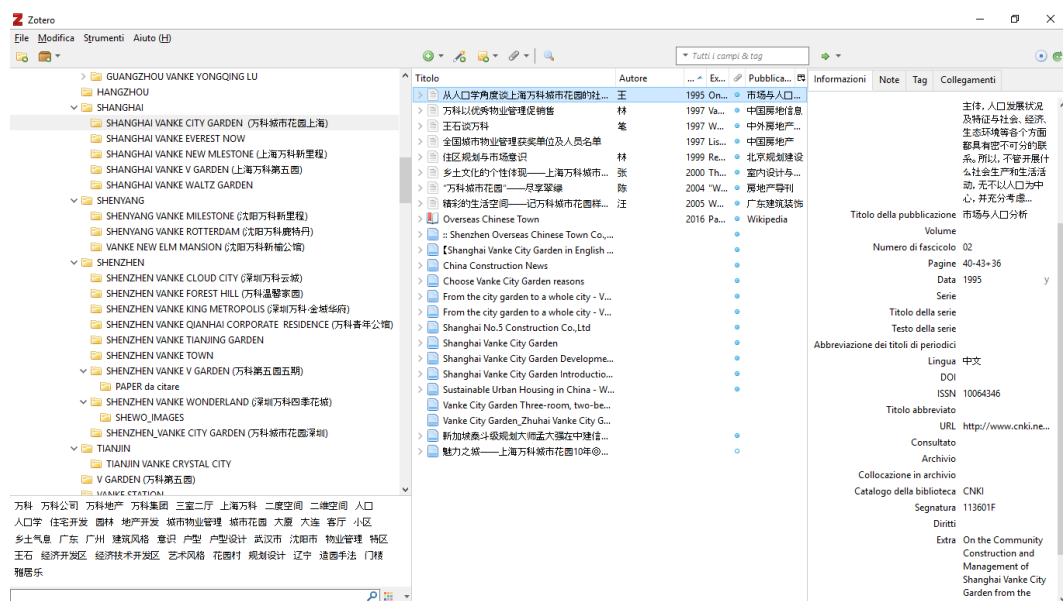 Zotero
File Modifica Strumenti Aiuto (H)
Tutti i campi & tag
GUANGZHOU VANKE YONGQING LU
HANGZHOU
SHANGHAI
SHANGHAI VANKE CITY GARDEN (万科城市花园上海)
SHANGHAI VANKE EVEREST NOW
SHANGHAI VANKE NEW MLESTONE (上海万科新里程)
SHANGHAI VANKE V GARDEN (上海万科第五园)
SHANGHAI VANKE WALTZ GARDEN
SHENYANG
SHENYANG VANKE MILESTONE (沈阳万科新里程)
SHENYANG VANKE ROTTERDAM (沈阳万科鹿特丹)
VANKE NEW ELM MANSION (沈阳万科新榆公馆)
SHENZHEN
SHENZHEN VANKE CLOUD CITY (深圳万科云城)
SHENZHEN VANKE FOREST HILL (万科温馨家园)
SHENZHEN VANKE KING METROPOLIS (深圳万科·金域华府)
SHENZHEN VANKE QIANHAI CORPORATE RESIDENCE (万科青年公馆)
SHENZHEN VANKE TIANJING GARDEN
SHENZHEN VANKE TOWN
SHENZHEN VANKE V GARDEN (万科第五园五期)
PAPER da citare
SHENZHEN VANKE WONDERLAND (深圳万科四季花城)
SHEWO_IMAGES
SHENZHEN_VANKE CITY GARDEN (万科城市花园深圳)
TIANJIN
TIANJIN VANKE CRYSTAL CITY
V GARDEN (万科第五园)
VANKE STATION
万科 万科公司 万科地产 万科集团 三室二厅 上海万科 二度空间 二维空间 人口
人口学 住宅开发 园林 地产开发 城市物业管理 城市花园 大厦 大连 客厅 小区
乡土气息 广东 广州 建筑风格 意识 户型 户型设计 武汉市 沈阳市 物业管理 特区
王石 经济开发区 经济技术开发区 艺术风格 花园村 规划设计 辽宁 造园手法 门楼
雅居乐
Titolo Autore ... Ex... Pubblica...
从人口学角度谈上海万科城市花园的社... 王 1995 On... 市场与人口...
万科以优秀物业管理促销售 林 1997 Va... 中国房地信息
王石谈万科 笔 1997 W... 中外房地产...
全国城市物业管理获奖单位及人员名单 1997 Lis... 中国房地产
住区规划与市场意识 林 1999 Re... 北京规划建设
乡土文化的个性体现——上海万科城市... 张 2000 Th... 室内设计与...
“万科城市花园”——尽享翠绿 陈 2004 "W... 房地产导刊
精彩的生活空间——记万科城市花园样... 汪 2005 W... 广东建筑装饰
Overseas Chinese Town 2016 Pa... Wikipedia
:: Shenzhen Overseas Chinese Town Co.,...
【Shanghai Vanke City Garden in English ...
China Construction News
Choose Vanke City Garden reasons
From the city garden to a whole city - V...
From the city garden to a whole city - V...
Shanghai No.5 Construction Co.,Ltd
Shanghai Vanke City Garden
Shanghai Vanke City Garden Developme...
Shanghai Vanke City Garden Introductio...
Sustainable Urban Housing in China - W...
Vanke City Garden Three-room, two-be...
Vanke City Garden_Zhuhai Vanke City G...
新加坡泰斗级规划大师孟大强在中建信...
魅力之城——上海万科城市花园10年◎...
Informazioni Note Tag Collegamenti
主体，人口发展状况
及特征与社会、经济、
生态环境等各个方面
都具有密不可分的联
系。所以，不管开展什
么社会生产和生活活
动，无不以人口为中
心，并充分考虑...
Titolo della pubblicazione 市场与人口分析
Volume
Numero di fascicolo 02
Pagine 40-43+36
Data 1995 y
Serie
Titolo della serie
Testo della serie
Abbreviazione dei titoli di periodici
Lingua 中文
DOI
ISSN 10064346
Titolo abbreviato
URL http://www.cnki.ne...
Consultato
Archivio
Collocazione in archivio
Catalogo della biblioteca CNKI
Segnatura 113601F
Diritti
Extra On the Community
Construction and
Management of
Shanghai Vanke City
Garden from the